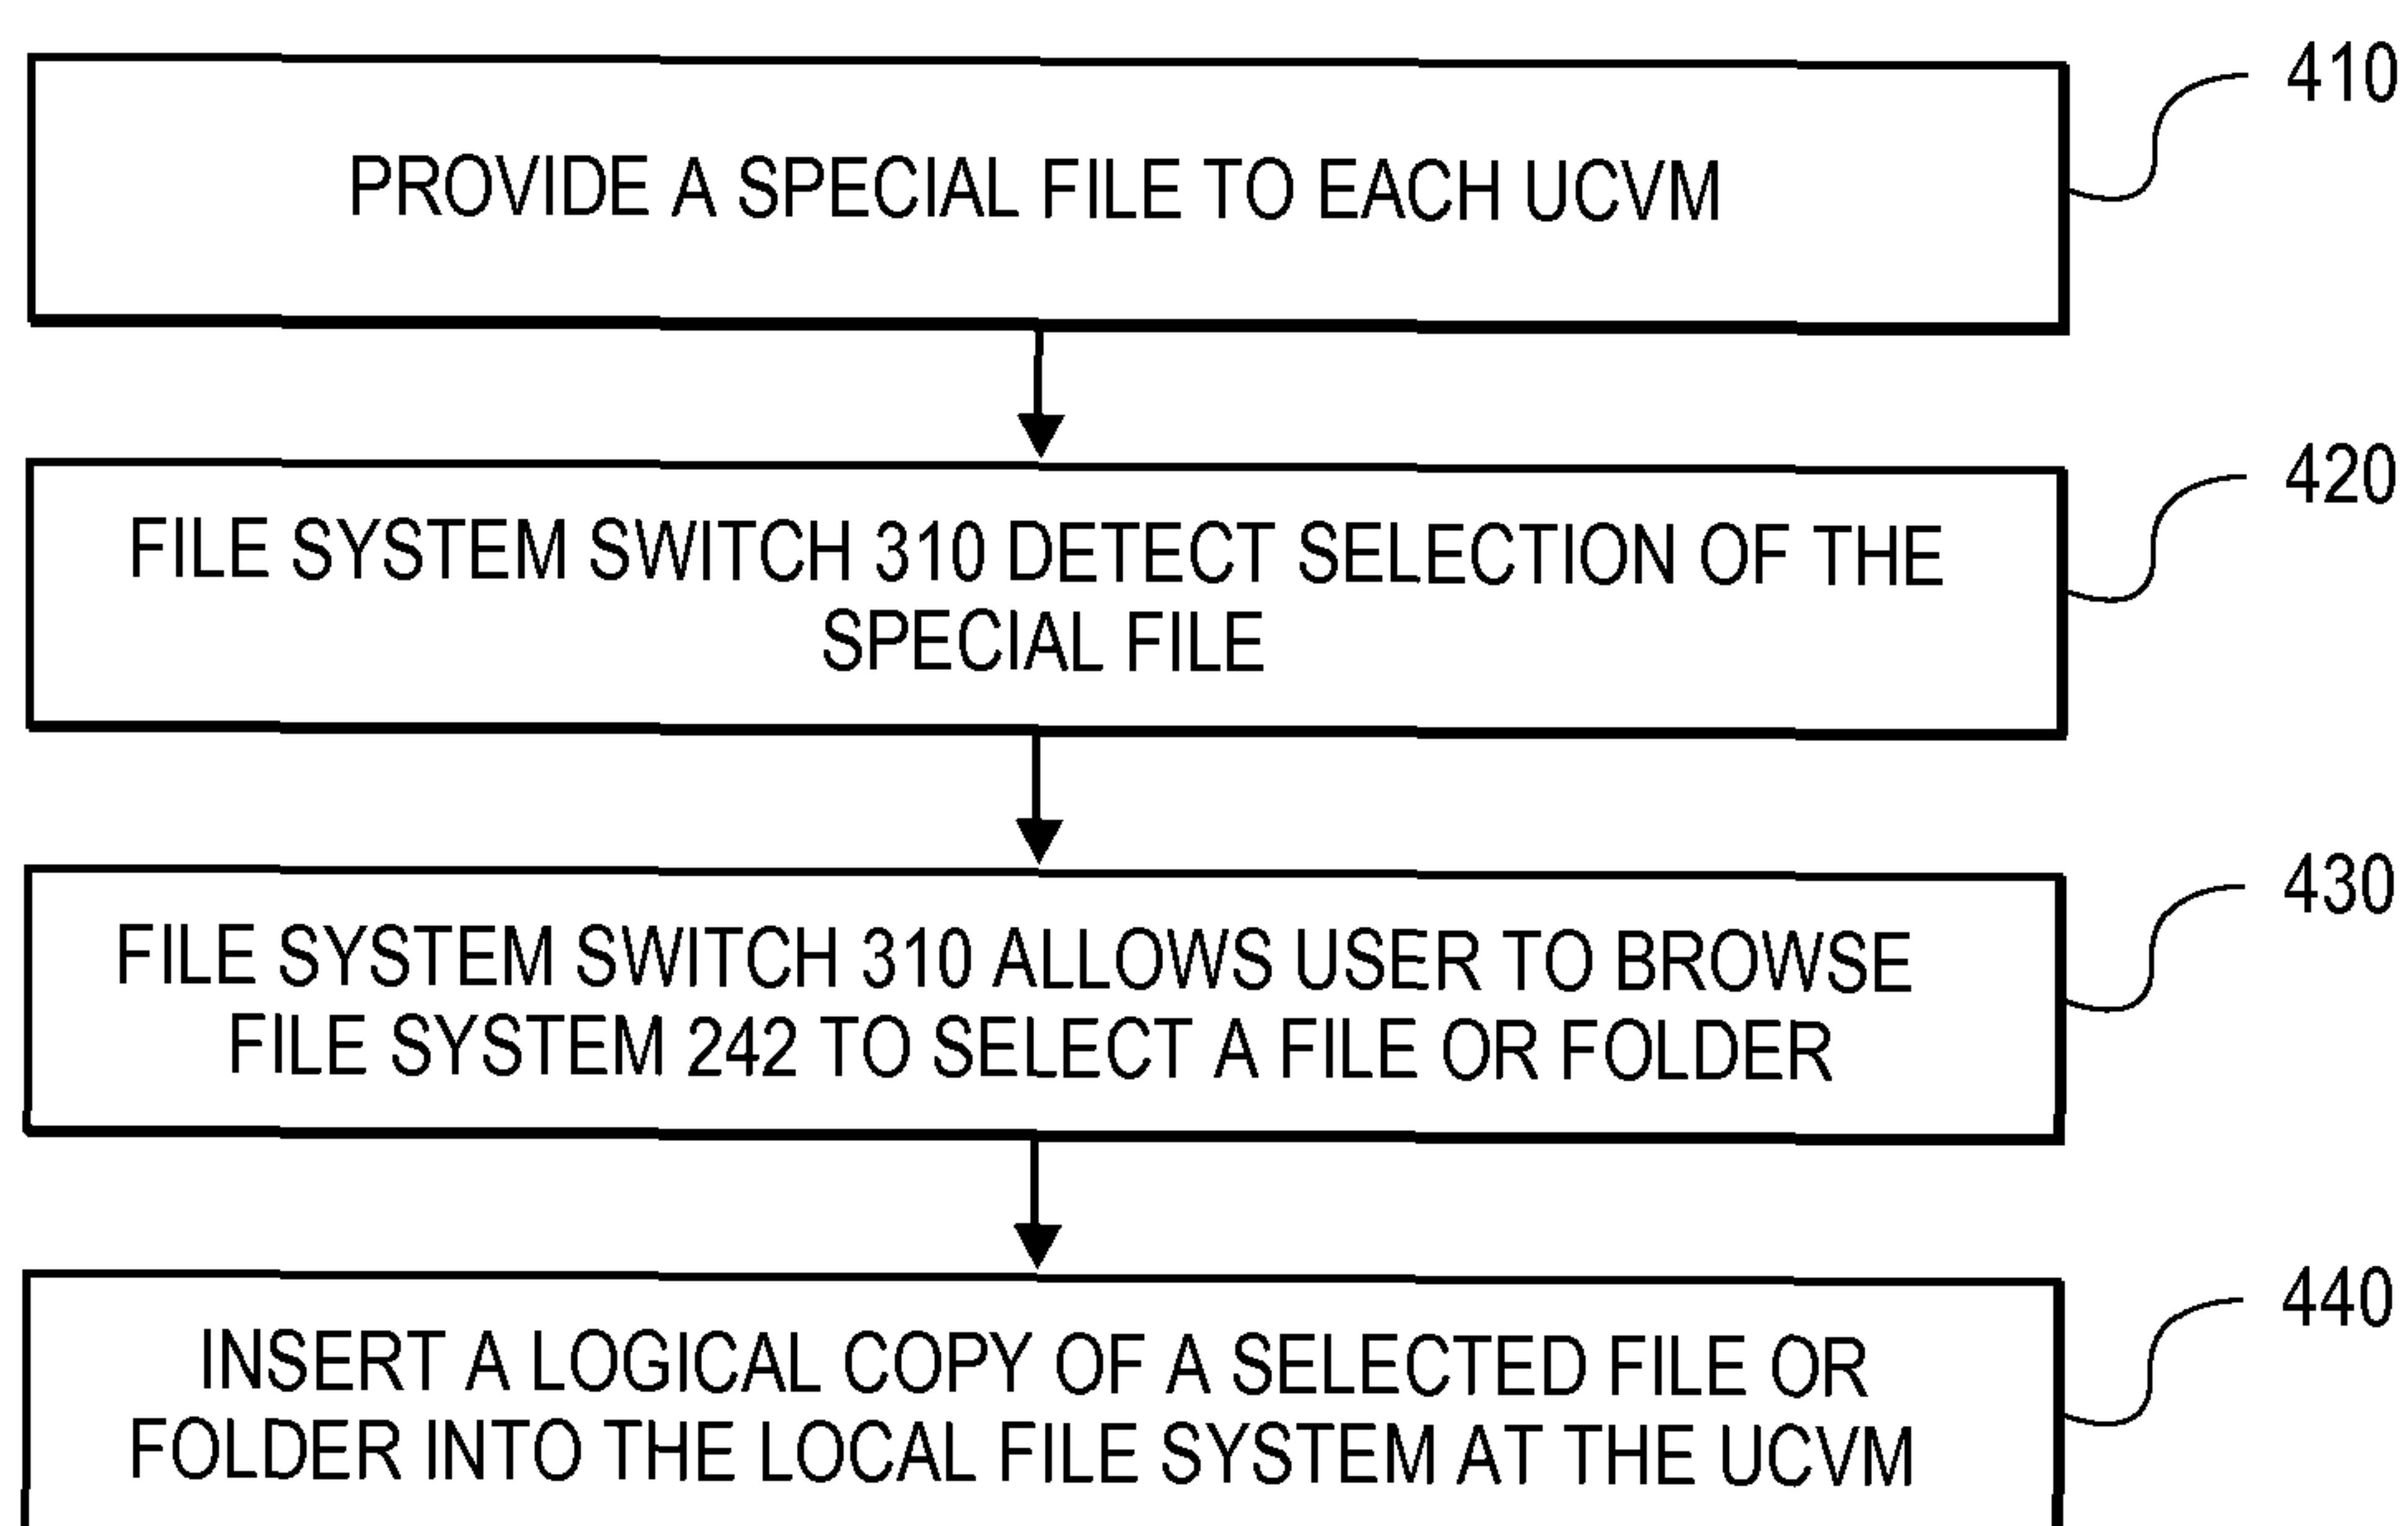 410
PROVIDE A SPECIAL FILE TO EACH UCVM
420
FILE SYSTEM SWITCH 310 DETECT SELECTION OF THE
SPECIAL FILE
430
FILE SYSTEM SWITCH 310 ALLOWS USER TO BROWSE
FILE SYSTEM 242 TO SELECT A FILE OR FOLDER
440
INSERT A LOGICAL COPY OF A SELECTED FILE OR
FOLDER INTO THE LOCAL FILE SYSTEM AT THE UCVM